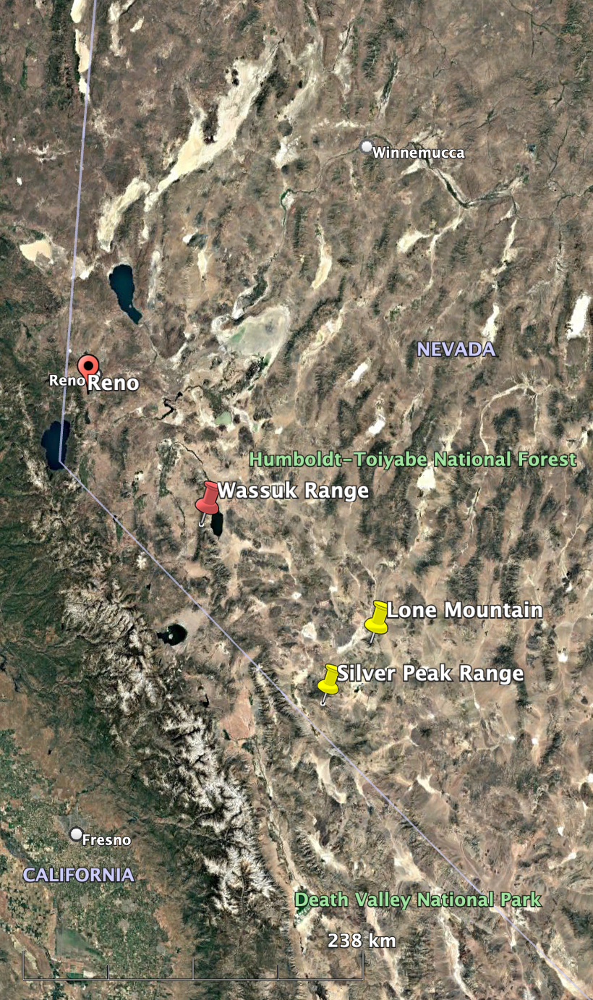 Winnemucca
NEVADA
Reno
Reno
Humboldt-Toiyabe National Forest
Wassuk Range
Lone Mountain
Silver Peak Range
Fresno
CALIFORNIA
Death Valley National Park
238 km